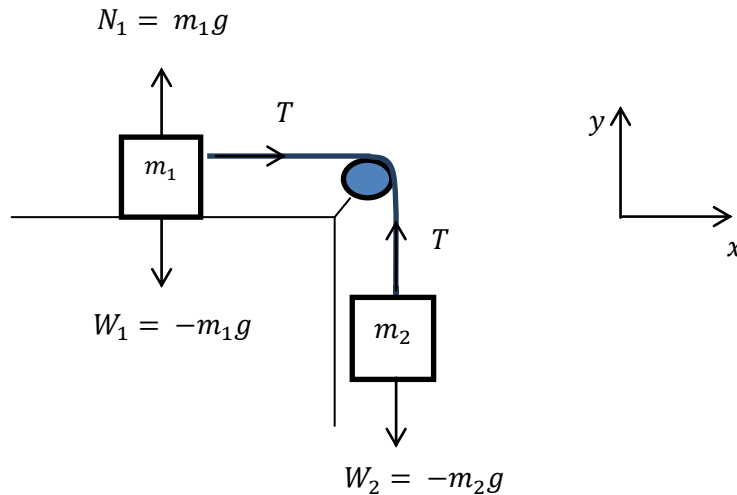 N₁ = m₁g
T
y
m₁
T
x
W₁ = −m₁g
m₂
W₂ = −m₂g